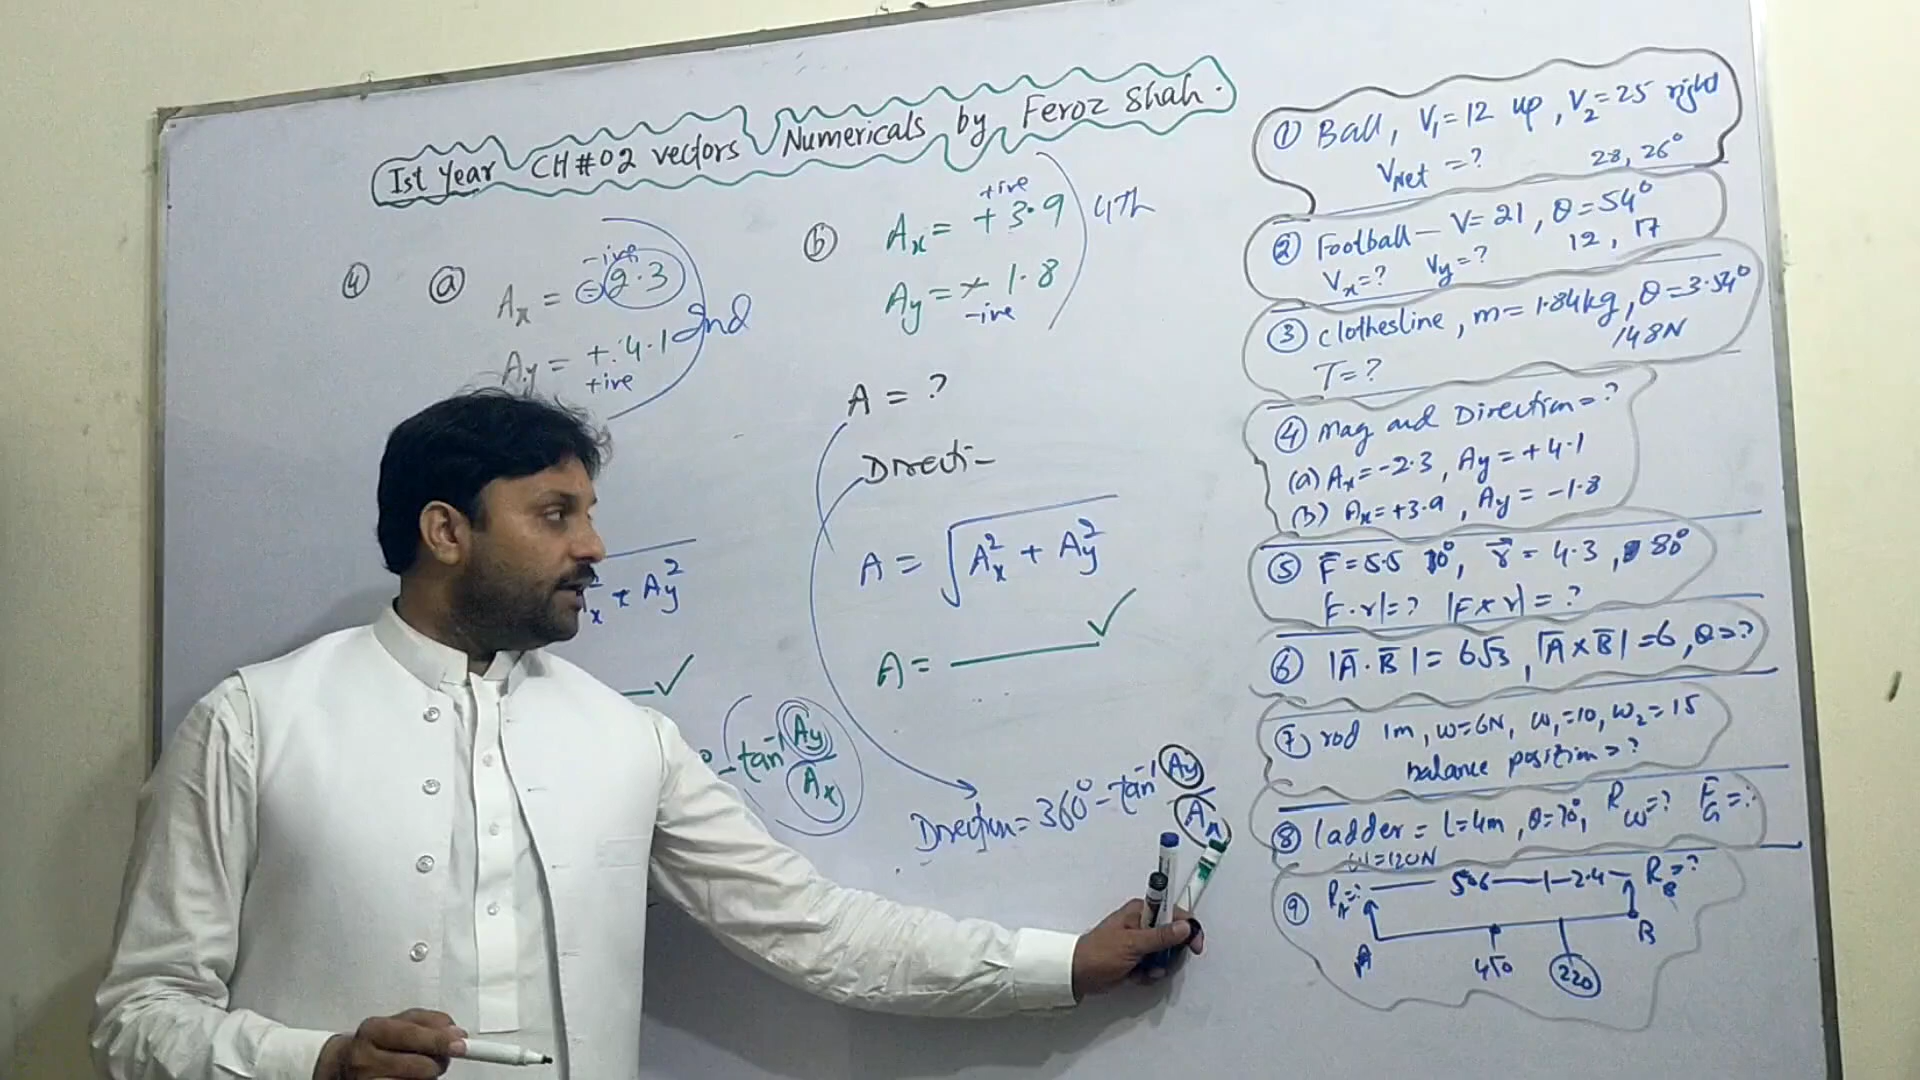 Ist Year CH#02 vectors Numericals by Feroz Shah.
④ ⓐ
-ive
Ax = -2.3
Ay = +4.1
+ive
2nd
ⓑ
+ive
Ax = +3.9
Ay = -1.8
-ive
4th
A = ?
Directi-
A = √Ax² + Ay²
A =
x² + Ay²
tan⁻¹ Ay/Ax
Direction = 360° - tan⁻¹ Ay/Ax
① Ball, V₁=12 up, V₂=25 right
VNet = ? 28, 26°
② Football - V=21, θ=54°
Vx=? Vy=? 12, 17
③ clothesline, m=1.84kg, θ=3.54°
T=? 148N
④ Mag and Direction=?
(a) Ax=-2.3, Ay=+4.1
(b) Ax=+3.9, Ay=-1.8
⑤ F=5.5 10°, r=4.3, 80°
|F.r|=? |F×r|=?
⑥ |A.B|=6√3, |A×B|=6, θ=?
⑦ rod 1m, w=6N, w₁=10, w₂=15
balance position=?
⑧ ladder = l=4m, θ=70°, Rw=? FG=?
w=120N
⑨ RA=? 5.6 2.4 RB=?
A B
450 220